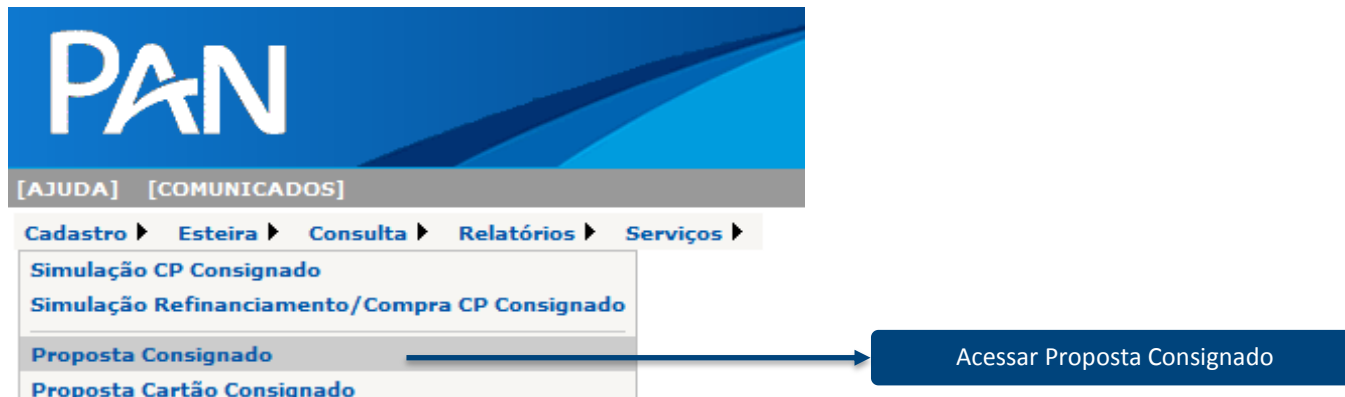 PAN
[AJUDA] [COMUNICADOS]
Cadastro Esteira Consulta Relatórios Serviços
Simulação CP Consignado
Simulação Refinanciamento/Compra CP Consignado
Proposta Consignado
Acessar Proposta Consignado
Proposta Cartão Consignado